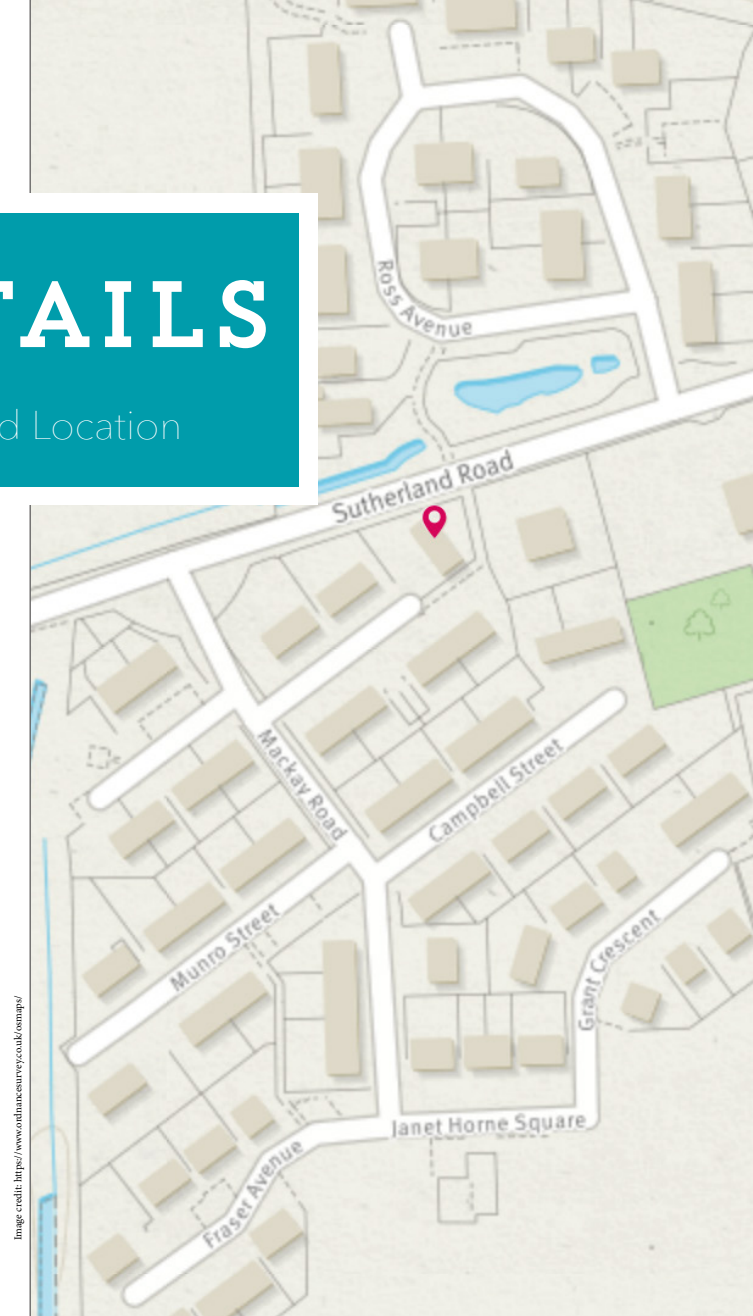 TAILS
d Location
Ross Avenue
Sutherland Road
Mackay Road
Campbell Street
Munro Street
Grant Crescent
Janet Horne Square
Fraser Avenue
Image credit: https://www.ordnancesurvey.co.uk/osmaps/